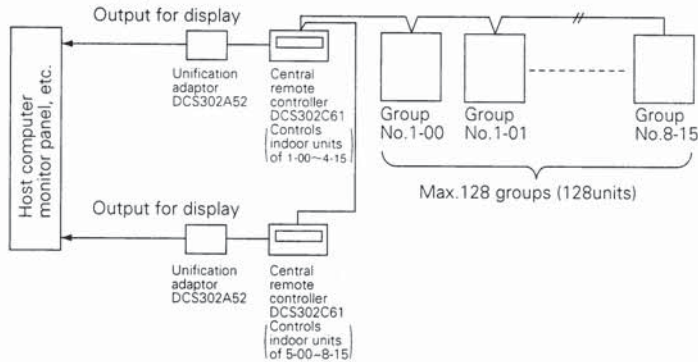 Output for display
Unification
adaptor
DCS302A52
Central
remote
controller
DCS302C61
(Controls
indoor units
of 1-00~4-15)
Group
No.1-00
Group
No.1-01
Group
No.8-15
Max.128 groups (128units)
Host computer
monitor panel, etc.
Output for display
Unification
adaptor
DCS302A52
Central
remote
controller
DCS302C61
(Controls
indoor units
of 5-00~8-15)